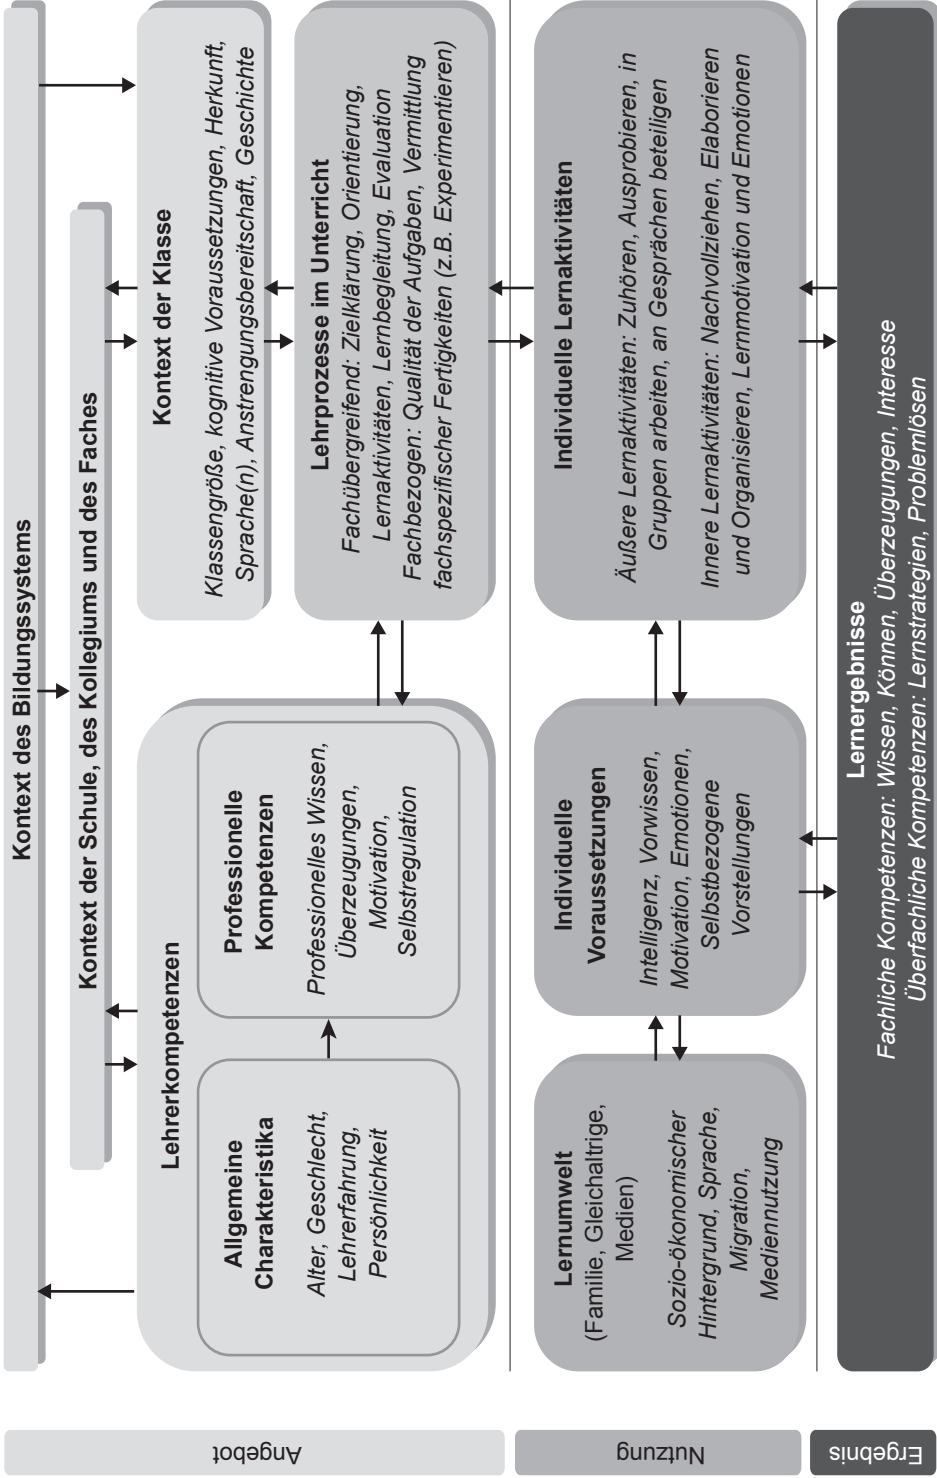 Kontext des Bildungssystems
Kontext der Schule, des Kollegiums und des Faches
Angebot
Lehrerkompetenzen
Allgemeine
Charakteristika
Alter, Geschlecht,
Lehrerfahrung,
Persönlichkeit
Professionelle
Kompetenzen
Professionelles Wissen,
Überzeugungen,
Motivation,
Selbstregulation
Kontext der Klasse
Klassengröße, kognitive Voraussetzungen, Herkunft,
Sprache(n), Anstrengungsbereitschaft, Geschichte
Lehrprozesse im Unterricht
Fachübergreifend: Zielklärung, Orientierung,
Lernaktivitäten, Lernbegleitung, Evaluation
Fachbezogen: Qualität der Aufgaben, Vermittlung
fachspezifischer Fertigkeiten (z.B. Experimentieren)
Nutzung
Lernumwelt
(Familie, Gleichaltrige,
Medien)
Sozio-ökonomischer
Hintergrund, Sprache,
Migration,
Mediennutzung
Individuelle
Voraussetzungen
Intelligenz, Vorwissen,
Motivation, Emotionen,
Selbstbezogene
Vorstellungen
Individuelle Lernaktivitäten
Äußere Lernaktivitäten: Zuhören, Ausprobieren, in
Gruppen arbeiten, an Gesprächen beteiligen
Innere Lernaktivitäten: Nachvollziehen, Elaborieren
und Organisieren, Lernmotivation und Emotionen
Ergebnis
Lernergebnisse
Fachliche Kompetenzen: Wissen, Können, Überzeugungen, Interesse
Überfachliche Kompetenzen: Lernstrategien, Problemlösen